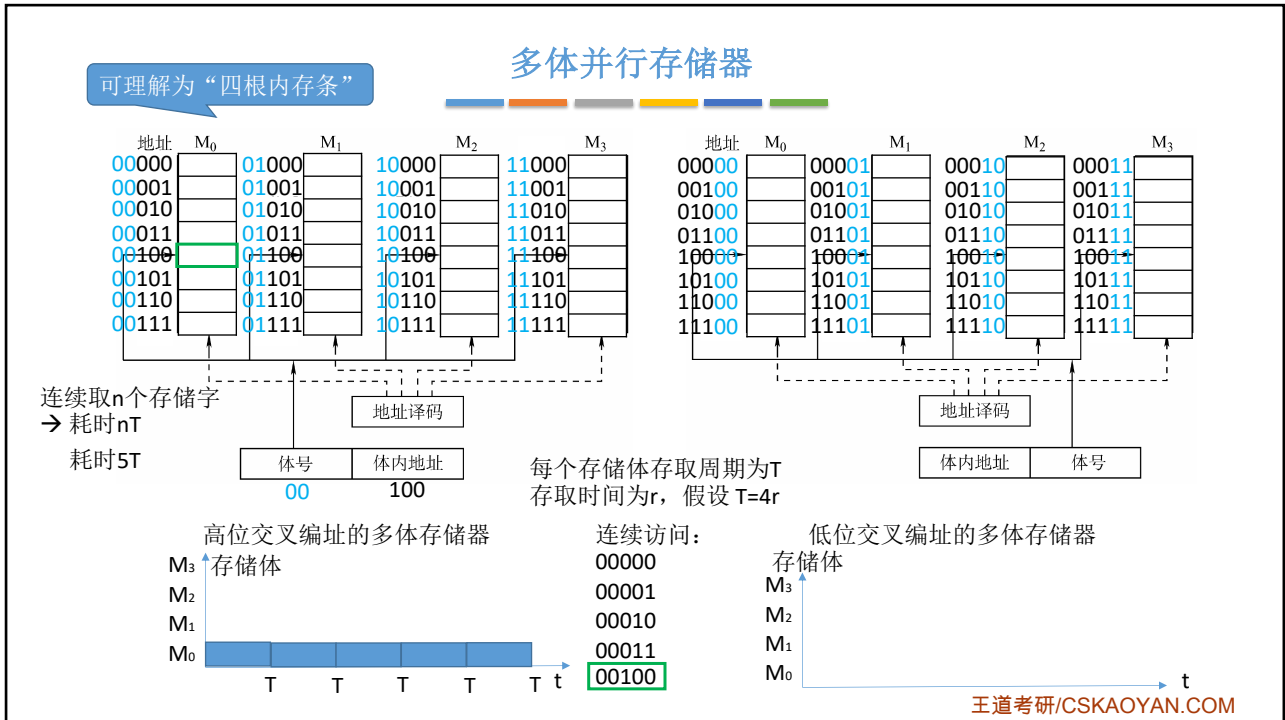 多体并行存储器
可理解为“四根内存条”
地址 M₀ M₁ M₂ M₃
00000 01000 10000 11000
00001 01001 10001 11001
00010 01010 10010 11010
00011 01011 10011 11011
00100 01100 10100 11100
00101 01101 10101 11101
00110 01110 10110 11110
00111 01111 10111 11111
地址译码
体号 体内地址
00 100
连续取n个存储字
→ 耗时nT
耗时5T
地址 M₀ M₁ M₂ M₃
00000 00001 00010 00011
00100 00101 00110 00111
01000 01001 01010 01011
01100 01101 01110 01111
10000 10001 10010 10011
10100 10101 10110 10111
11000 11001 11010 11011
11100 11101 11110 11111
地址译码
体内地址 体号
每个存储体存取周期为T
存取时间为r，假设 T=4r
高位交叉编址的多体存储器
存储体
M₃
M₂
M₁
M₀
T T T T T t
连续访问：
00000
00001
00010
00011
00100
低位交叉编址的多体存储器
存储体
M₃
M₂
M₁
M₀
t
王道考研/CSKAOYAN.COM